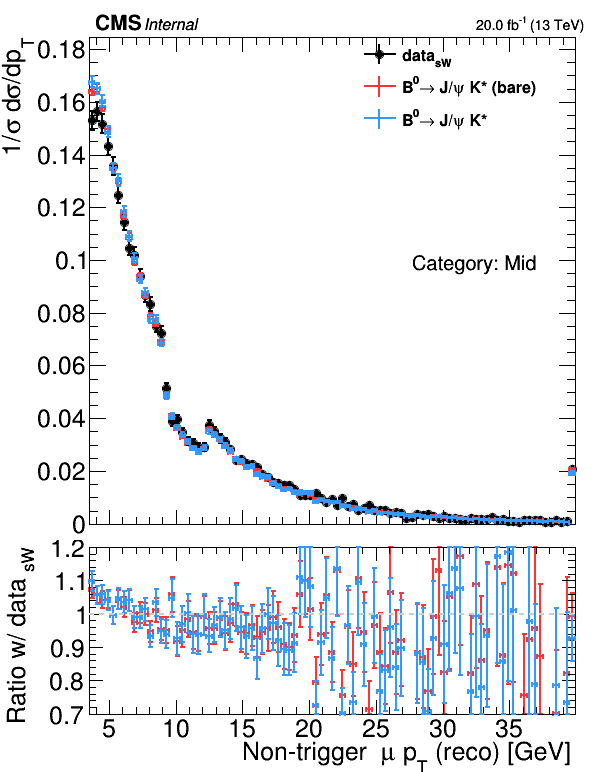 CMS Internal 20.0 fb⁻¹ (13 TeV)
1/σ dσ/dp_T
0.18
0.16
0.14
0.12
0.1
0.08
0.06
0.04
0.02
0
data_sW
B⁰→ J/ψ K* (bare)
B⁰→ J/ψ K*
Category: Mid
Ratio w/ data _sW
1.2
1.1
1
0.9
0.8
0.7
5 10 15 20 25 30 35
Non-trigger μ p_T (reco) [GeV]